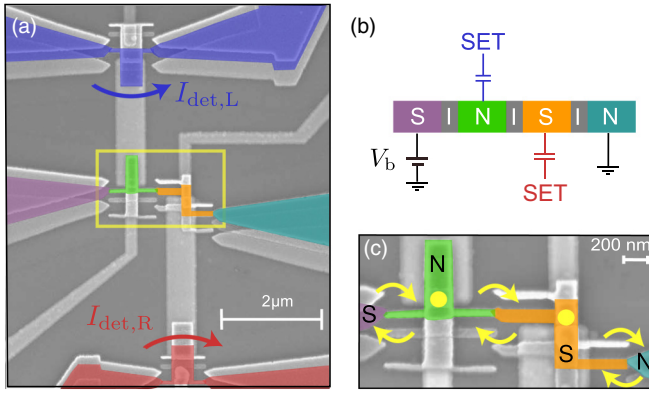 (a)
I_det,L
I_det,R
2μm
(b)
SET
S I N I S I N
V_b
SET
(c)
200 nm
N
S
S
N